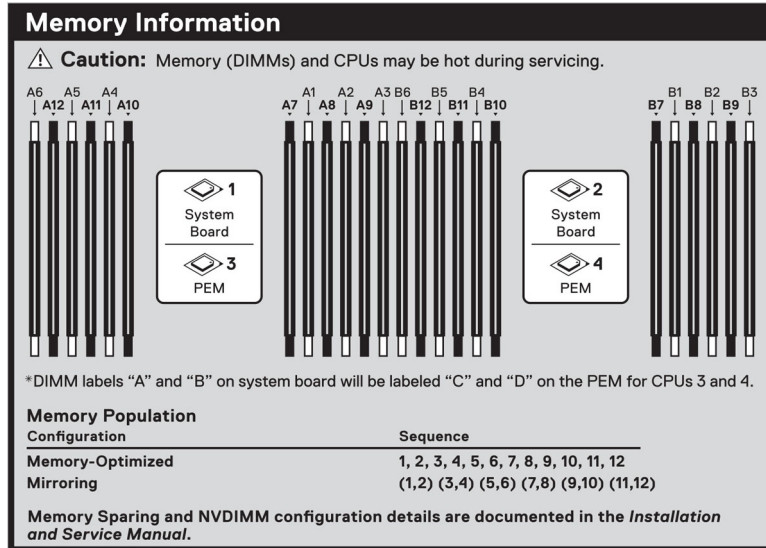 Memory Information
Caution: Memory (DIMMs) and CPUs may be hot during servicing.
A6 A5 A4 A1 A2 A3 B6 B5 B4 B1 B2 B3
A12 A11 A10 A7 A8 A9 B12 B11 B10 B7 B8 B9
1 2
System Board System Board
3 4
PEM PEM
*DIMM labels “A” and “B” on system board will be labeled “C” and “D” on the PEM for CPUs 3 and 4.
Memory Population
Configuration Sequence
Memory-Optimized 1, 2, 3, 4, 5, 6, 7, 8, 9, 10, 11, 12
Mirroring (1,2) (3,4) (5,6) (7,8) (9,10) (11,12)
Memory Sparing and NVDIMM configuration details are documented in the Installation
and Service Manual.